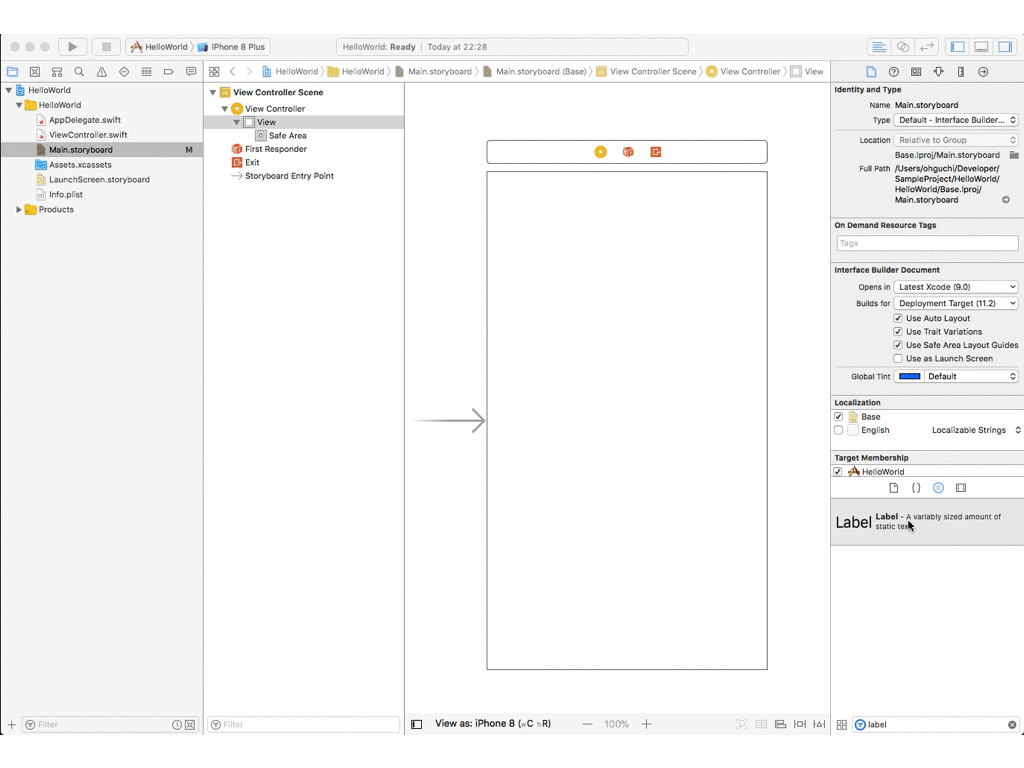 HelloWorld
iPhone 8 Plus
HelloWorld: Ready | Today at 22:28
HelloWorld
HelloWorld
Main.storyboard
Main.storyboard (Base)
View Controller Scene
View Controller
View
HelloWorld
HelloWorld
AppDelegate.swift
ViewController.swift
Main.storyboard M
Assets.xcassets
LaunchScreen.storyboard
Info.plist
Products
Filter
View Controller Scene
View Controller
View
Safe Area
First Responder
Exit
Storyboard Entry Point
Filter
View as: iPhone 8 (wC hR)
100%
Identity and Type
Name Main.storyboard
Type Default - Interface Builder...
Location Relative to Group
Base.lproj/Main.storyboard
Full Path /Users/ohguchi/Developer/
SampleProject/HelloWorld/
HelloWorld/Base.lproj/
Main.storyboard
On Demand Resource Tags
Tags
Interface Builder Document
Opens in Latest Xcode (9.0)
Builds for Deployment Target (11.2)
Use Auto Layout
Use Trait Variations
Use Safe Area Layout Guides
Use as Launch Screen
Global Tint Default
Localization
Base
English Localizable Strings
Target Membership
HelloWorld
{ }
Label
Label - A variably sized amount of
static text
label